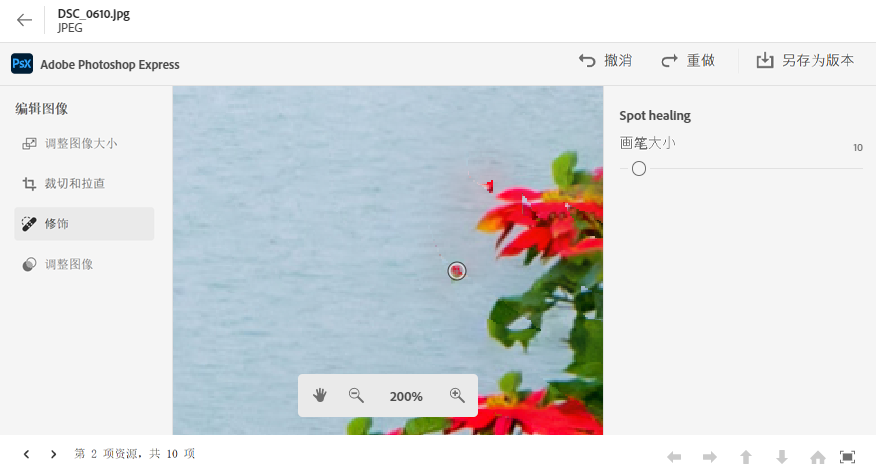 DSC_0610.jpg
JPEG
PsX Adobe Photoshop Express
撤消 重做 另存为版本
编辑图像
调整图像大小
裁切和拉直
修饰
调整图像
Spot healing
画笔大小 10
200%
第 2 项资源，共 10 项